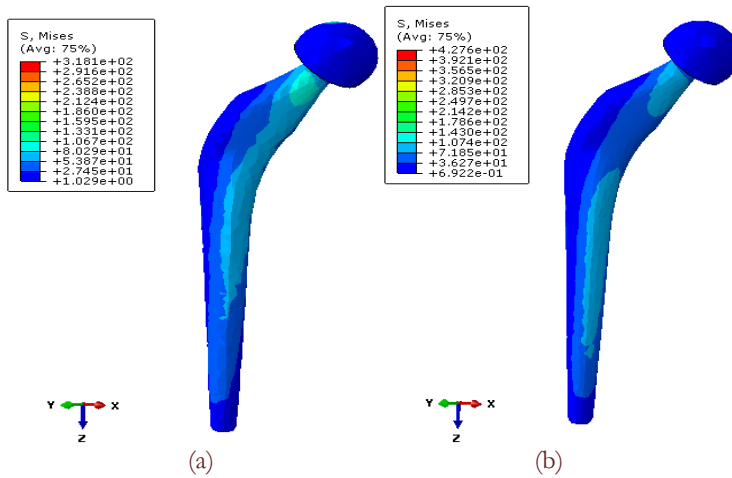 S, Mises
(Avg: 75%)
+3.181e+02
+2.916e+02
+2.652e+02
+2.388e+02
+2.124e+02
+1.860e+02
+1.595e+02
+1.331e+02
+1.067e+02
+8.029e+01
+5.387e+01
+2.745e+01
+1.029e+00
S, Mises
(Avg: 75%)
+4.276e+02
+3.921e+02
+3.565e+02
+3.209e+02
+2.853e+02
+2.497e+02
+2.142e+02
+1.786e+02
+1.430e+02
+1.074e+02
+7.185e+01
+3.627e+01
+6.922e-01
Y X
Z
Y X
Z
(a)
(b)